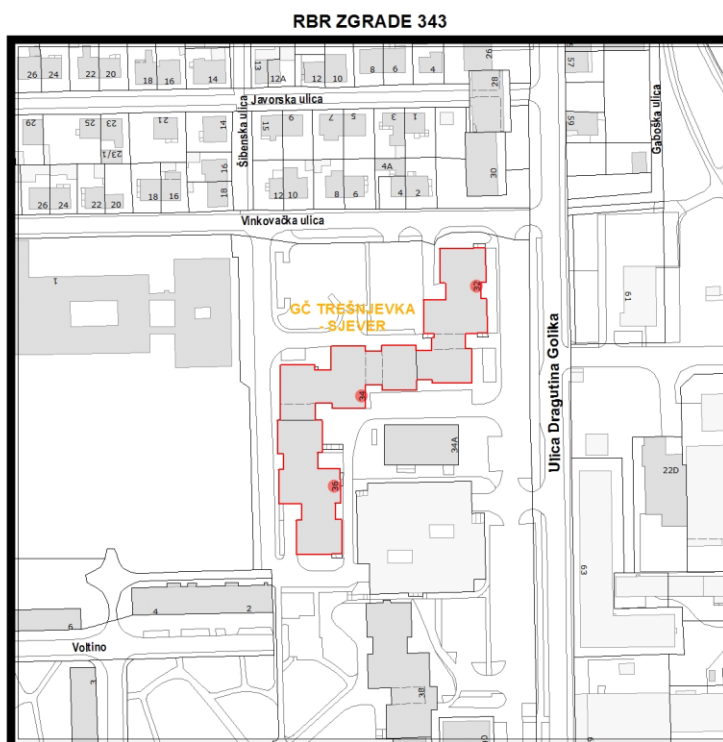 RBR ZGRADE 343
26 24 22 20 18 16 14 13 12A 12 10 8 6 4 26 57
28
Javorska ulica
29 25 23 21 14 15 9 7 5 3 1 59
Šibenska ulica
Gaboška ulica
23/1 16 4A 30
26 24 22 20 18 16 18 12 10 8 6 4 2
Vinkovačka ulica
1
32
61
GČ TREŠNJEVKA
- SJEVER
Ulica Dragutina Golika
34
34A
22D
36
63
4 2
6
Voltino
3
38